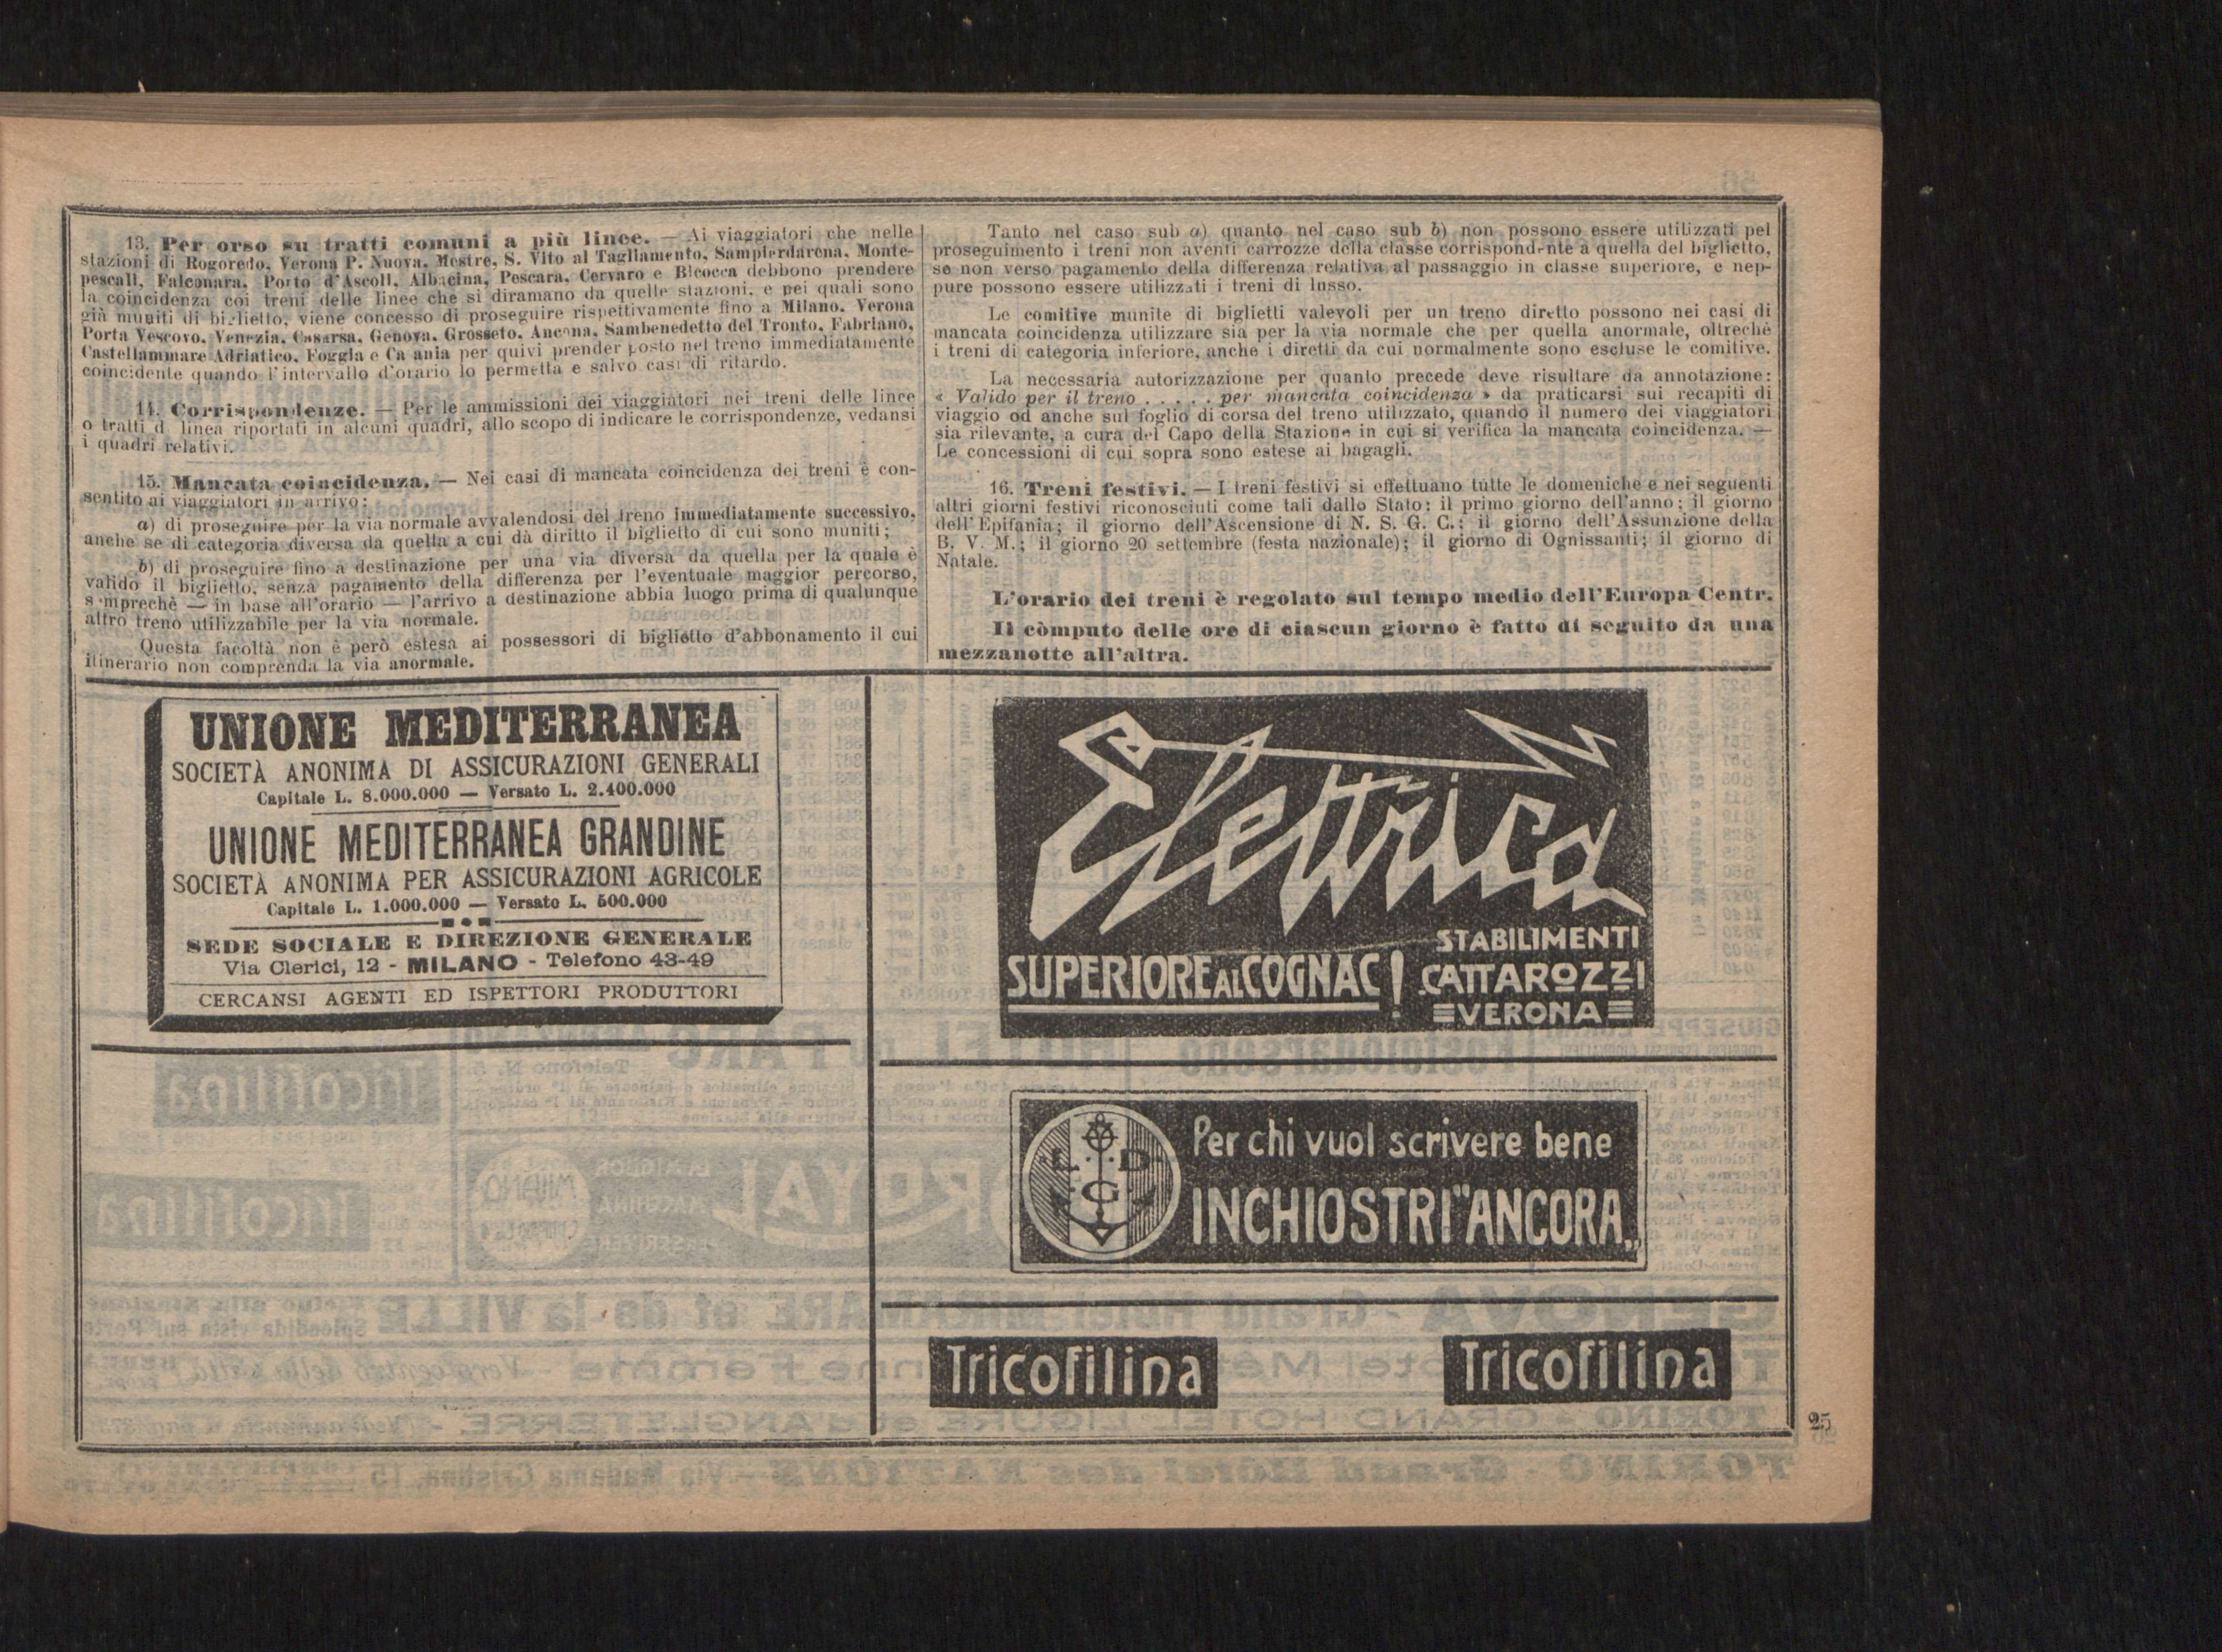 13. Per orso su tratti comuni a più linee. — Ai viaggiatori che nelle
stazioni di Rogoredo, Verona P. Nuova, Mestre, S. Vito al Tagliamento, Sampierdarena, Monte-
pescali, Falconara, Porto d'Ascoli, Albacina, Pescara, Cervaro e Bicocca debbono prendere
la coincidenza coi treni delle linee che si diramano da quelle stazioni, e pei quali sono
già muniti di biglietto, viene concesso di proseguire rispettivamente fino a Milano, Verona
Porta Vescovo, Venezia, Casarsa, Genova, Grosseto, Ancona, Sambenedetto del Tronto, Fabriano,
Castellammare Adriatico, Foggia e Ca ania per quivi prender posto nel treno immediatamente
coincidente quando l'intervallo d'orario lo permetta e salvo casi di ritardo.
14. Corrispondenze. — Per le ammissioni dei viaggiatori nei treni delle linee
o tratti d linea riportati in alcuni quadri, allo scopo di indicare le corrispondenze, vedansi
i quadri relativi.
15. Mancata coincidenza. — Nei casi di mancata coincidenza dei treni è con-
sentito ai viaggiatori in arrivo:
a) di proseguire per la via normale avvalendosi del treno immediatamente successivo,
anche se di categoria diversa da quella a cui dà diritto il biglietto di cui sono muniti;
b) di proseguire fino a destinazione per una via diversa da quella per la quale è
valido il biglietto, senza pagamento della differenza per l'eventuale maggior percorso,
s mprechè — in base all'orario — l'arrivo a destinazione abbia luogo prima di qualunque
altro treno utilizzabile per la via normale.
Questa facoltà non è però estesa ai possessori di biglietto d'abbonamento il cui
itinerario non comprenda la via anormale.
Tanto nel caso sub a) quanto nel caso sub b) non possono essere utilizzati pel
proseguimento i treni non aventi carrozze della classe corrispondente a quella del biglietto,
se non verso pagamento della differenza relativa al passaggio in classe superiore, e nep-
pure possono essere utilizzati i treni di lusso.
Le comitive munite di biglietti valevoli per un treno diretto possono nei casi di
mancata coincidenza utilizzare sia per la via normale che per quella anormale, oltrechè
i treni di categoria inferiore, anche i diretti da cui normalmente sono escluse le comitive.
La necessaria autorizzazione per quanto precede deve risultare da annotazione:
« Valido per il treno . . . . . per mancata coincidenza » da praticarsi sui recapiti di
viaggio od anche sul foglio di corsa del treno utilizzato, quando il numero dei viaggiatori
sia rilevante, a cura del Capo della Stazione in cui si verifica la mancata coincidenza. —
Le concessioni di cui sopra sono estese ai bagagli.
16. Treni festivi. — I treni festivi si effettuano tutte le domeniche e nei seguenti
altri giorni festivi riconosciuti come tali dallo Stato: il primo giorno dell'anno; il giorno
dell'Epifania; il giorno dell'Ascensione di N. S. G. C.; il giorno dell'Assunzione della
B. V. M.; il giorno 20 settembre (festa nazionale); il giorno di Ognissanti; il giorno di
Natale.
L'orario dei treni è regolato sul tempo medio dell'Europa Centr.
Il còmputo delle ore di ciascun giorno è fatto di seguito da una
mezzanotte all'altra.
UNIONE MEDITERRANEA
SOCIETÀ ANONIMA DI ASSICURAZIONI GENERALI
Capitale L. 8.000.000 — Versato L. 2.400.000
UNIONE MEDITERRANEA GRANDINE
SOCIETÀ ANONIMA PER ASSICURAZIONI AGRICOLE
Capitale L. 1.000.000 — Versato L. 500.000
SEDE SOCIALE E DIREZIONE GENERALE
Via Clerici, 12 - MILANO - Telefono 43-49
CERCANSI AGENTI ED ISPETTORI PRODUTTORI
Elettrica
SUPERIORE AL COGNAC!
STABILIMENTI
CATTAROZZI
VERONA
L D
G
Per chi vuol scrivere bene
INCHIOSTRI "ANCORA„
Tricofilina Tricofilina
25